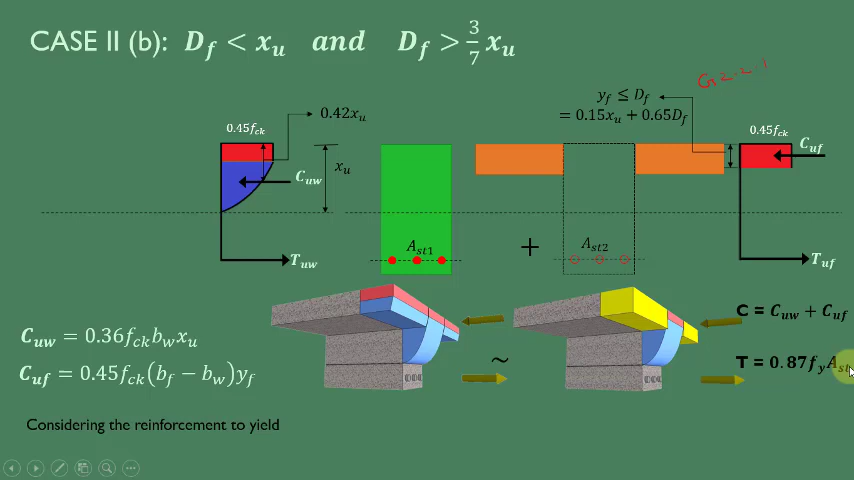 CASE II (b): D_f < x_u and D_f > 3/7 x_u
y_f ≤ D_f
= 0.15x_u + 0.65D_f
0.45f_ck
0.42x_u
0.45f_ck
C_uf
C_uw
x_u
A_st1
+
A_st2
T_uw
T_uf
C_uw = 0.36f_ck b_w x_u
C_uf = 0.45f_ck(b_f − b_w)y_f
~
C = C_uw + C_uf
T = 0.87f_y A_st
Considering the reinforcement to yield